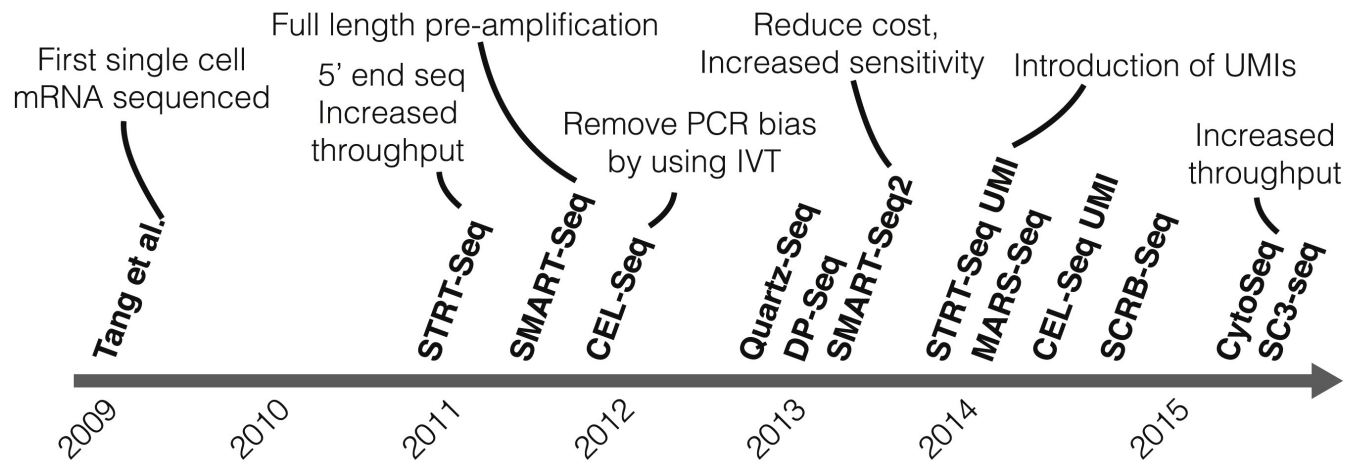 Full length pre-amplification
Reduce cost,
Increased sensitivity
First single cell
mRNA sequenced
5’ end seq
Increased
throughput
Introduction of UMIs
Remove PCR bias
by using IVT
Increased
throughput
Tang et al.
STRT-Seq
SMART-Seq
CEL-Seq
Quartz-Seq
DP-Seq
SMART-Seq2
STRT-Seq UMI
MARS-Seq
CEL-Seq UMI
SCRB-Seq
CytoSeq
SC3-seq
2009
2010
2011
2012
2013
2014
2015